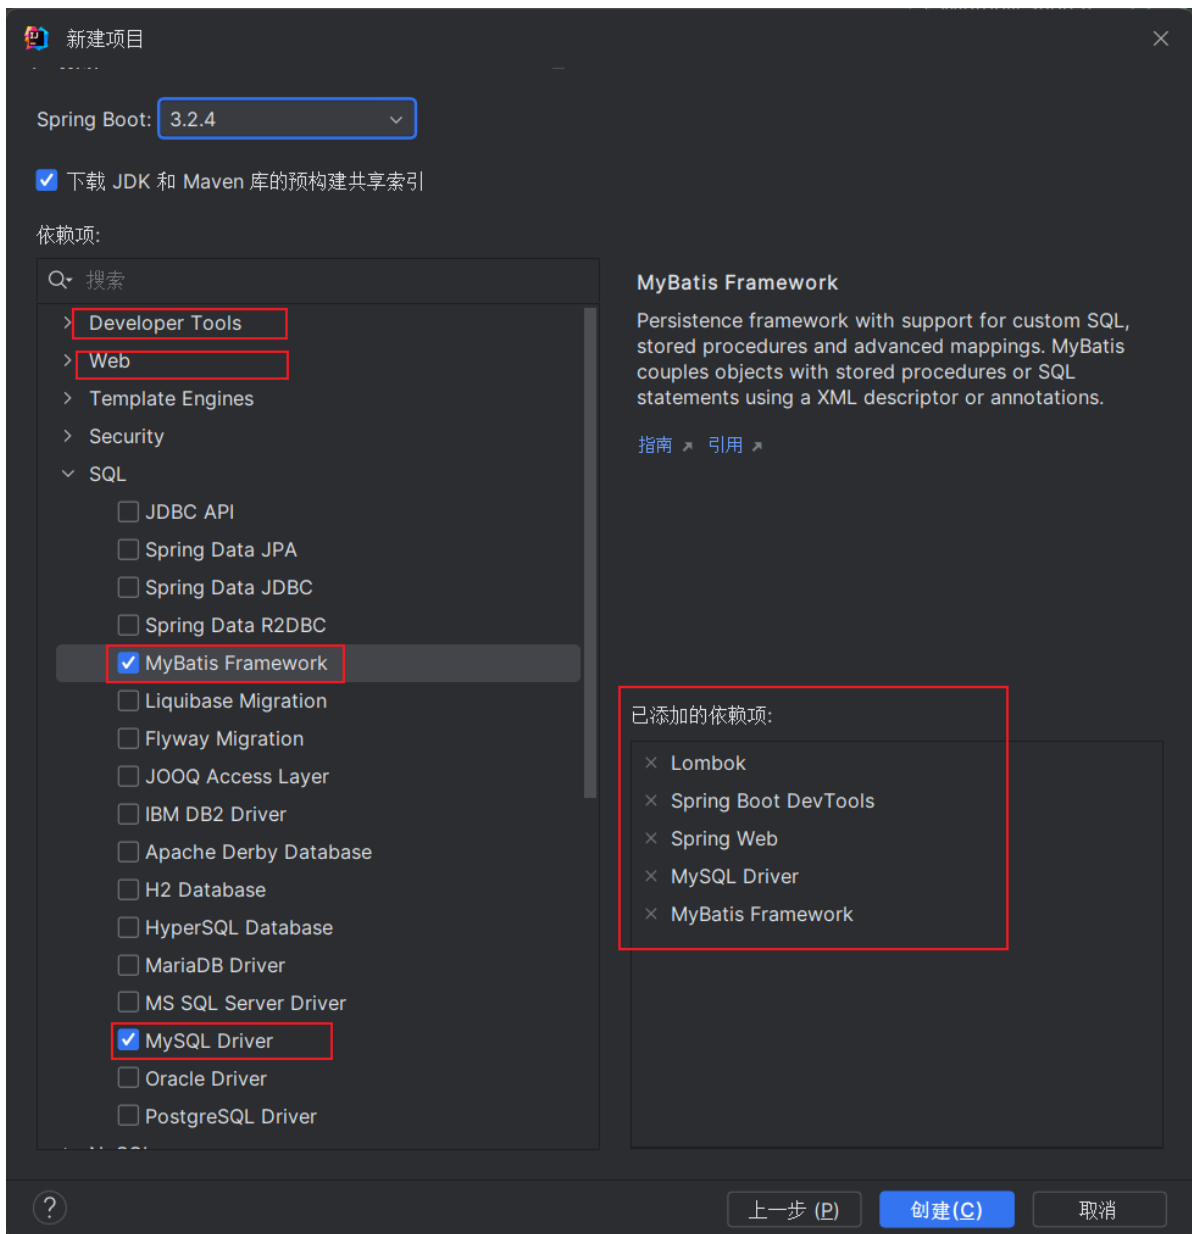 新建项目
Spring Boot:
3.2.4
下载 JDK 和 Maven 库的预构建共享索引
依赖项:
搜索
Developer Tools
Web
Template Engines
Security
SQL
JDBC API
Spring Data JPA
Spring Data JDBC
Spring Data R2DBC
MyBatis Framework
Liquibase Migration
Flyway Migration
JOOQ Access Layer
IBM DB2 Driver
Apache Derby Database
H2 Database
HyperSQL Database
MariaDB Driver
MS SQL Server Driver
MySQL Driver
Oracle Driver
PostgreSQL Driver
MyBatis Framework
Persistence framework with support for custom SQL,
stored procedures and advanced mappings. MyBatis
couples objects with stored procedures or SQL
statements using a XML descriptor or annotations.
指南 引用
已添加的依赖项:
Lombok
Spring Boot DevTools
Spring Web
MySQL Driver
MyBatis Framework
?
上一步 (P)
创建(C)
取消